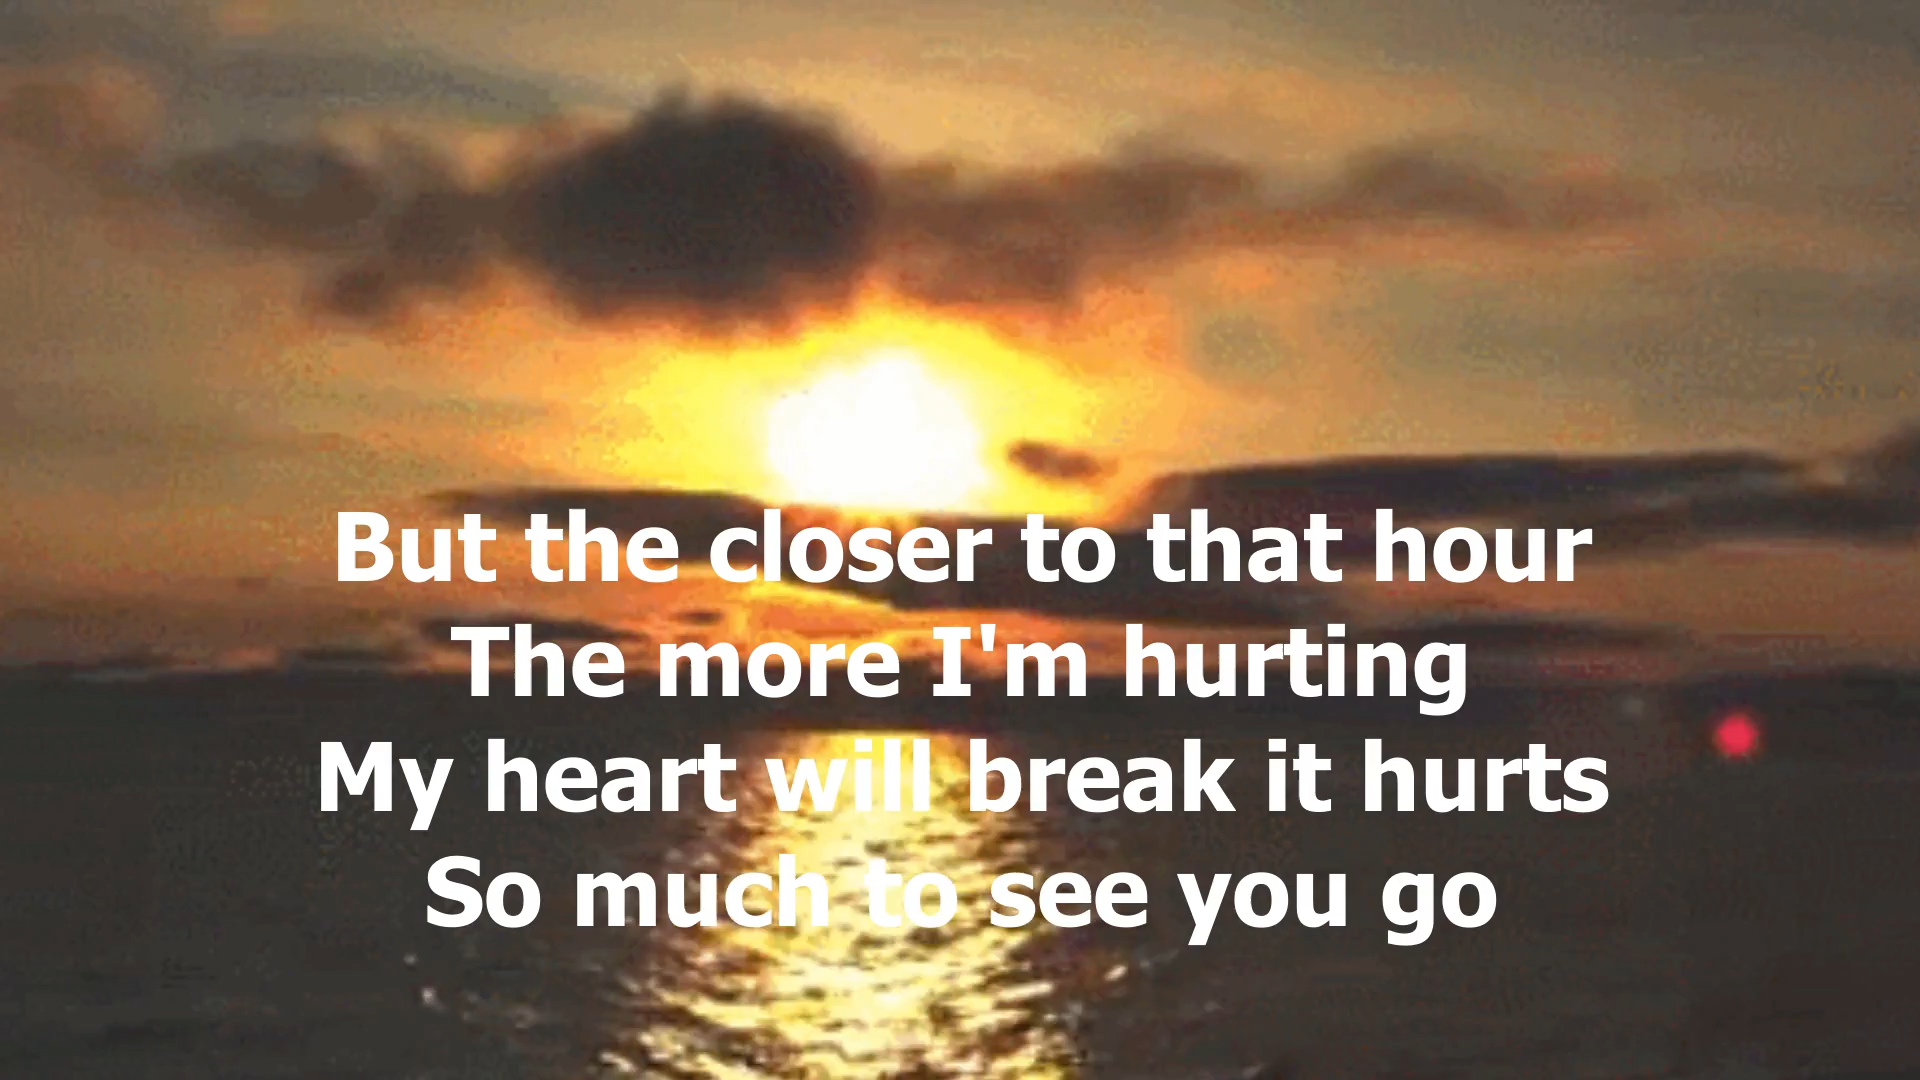 But the closer to that hour
The more I'm hurting
My heart will break it hurts
So much to see you go